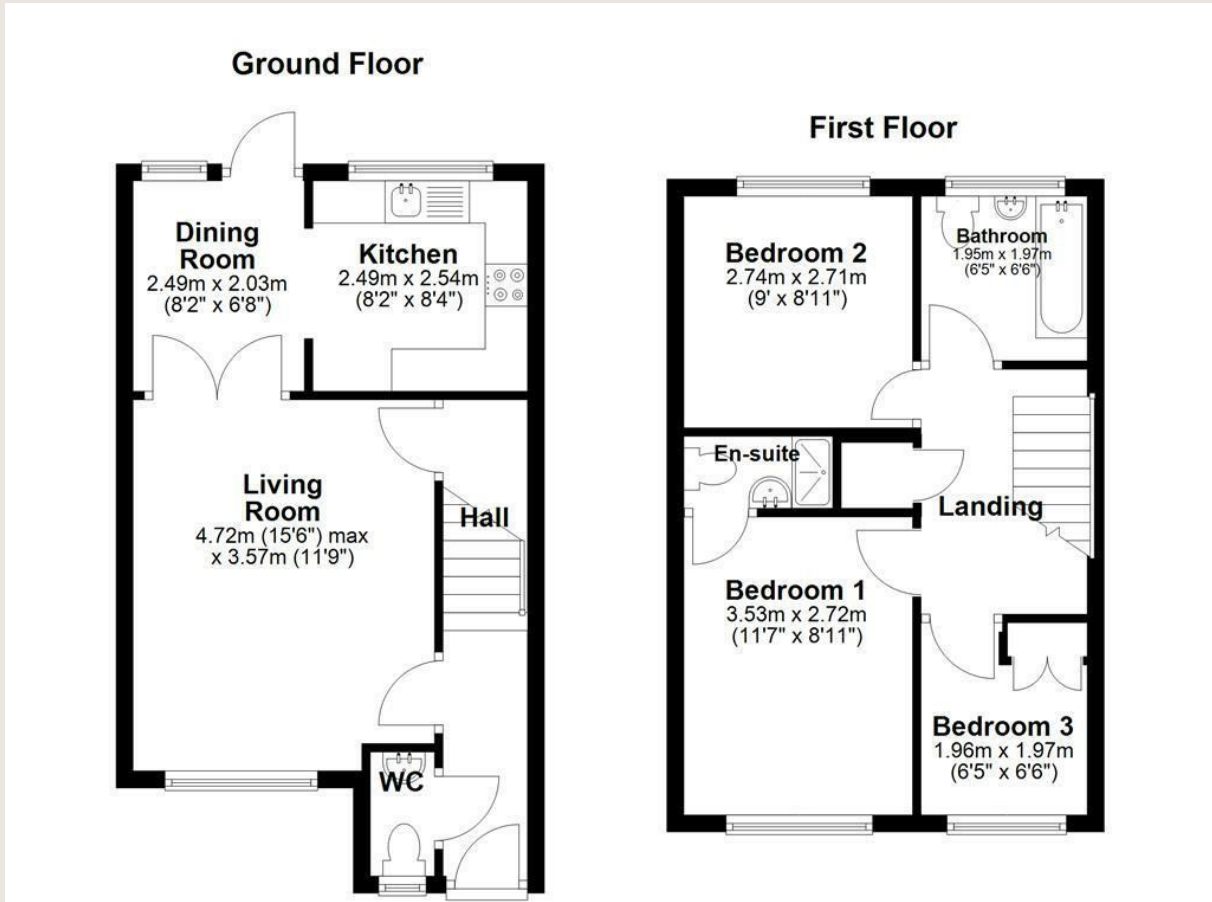 Ground Floor
Dining
Room
2.49m x 2.03m
(8'2" x 6'8")
Kitchen
2.49m x 2.54m
(8'2" x 8'4")
Living
Room
4.72m (15'6") max
x 3.57m (11'9")
Hall
WC
First Floor
Bedroom 2
2.74m x 2.71m
(9' x 8'11")
Bathroom
1.95m x 1.97m
(6'5" x 6'6")
En-suite
Landing
Bedroom 1
3.53m x 2.72m
(11'7" x 8'11")
Bedroom 3
1.96m x 1.97m
(6'5" x 6'6")